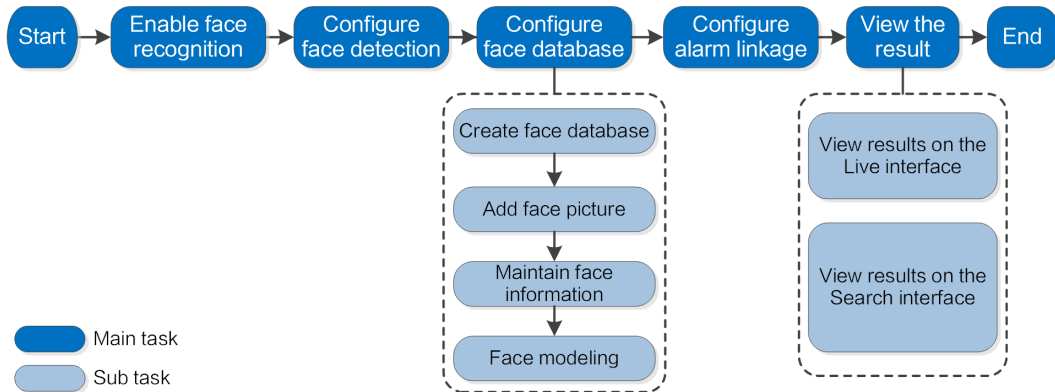 Start
Enable face
recognition
Configure
face detection
Configure
face database
Configure
alarm linkage
View the
result
End
Create face database
Add face picture
Maintain face
information
Face modeling
View results on the
Live interface
View results on the
Search interface
Main task
Sub task